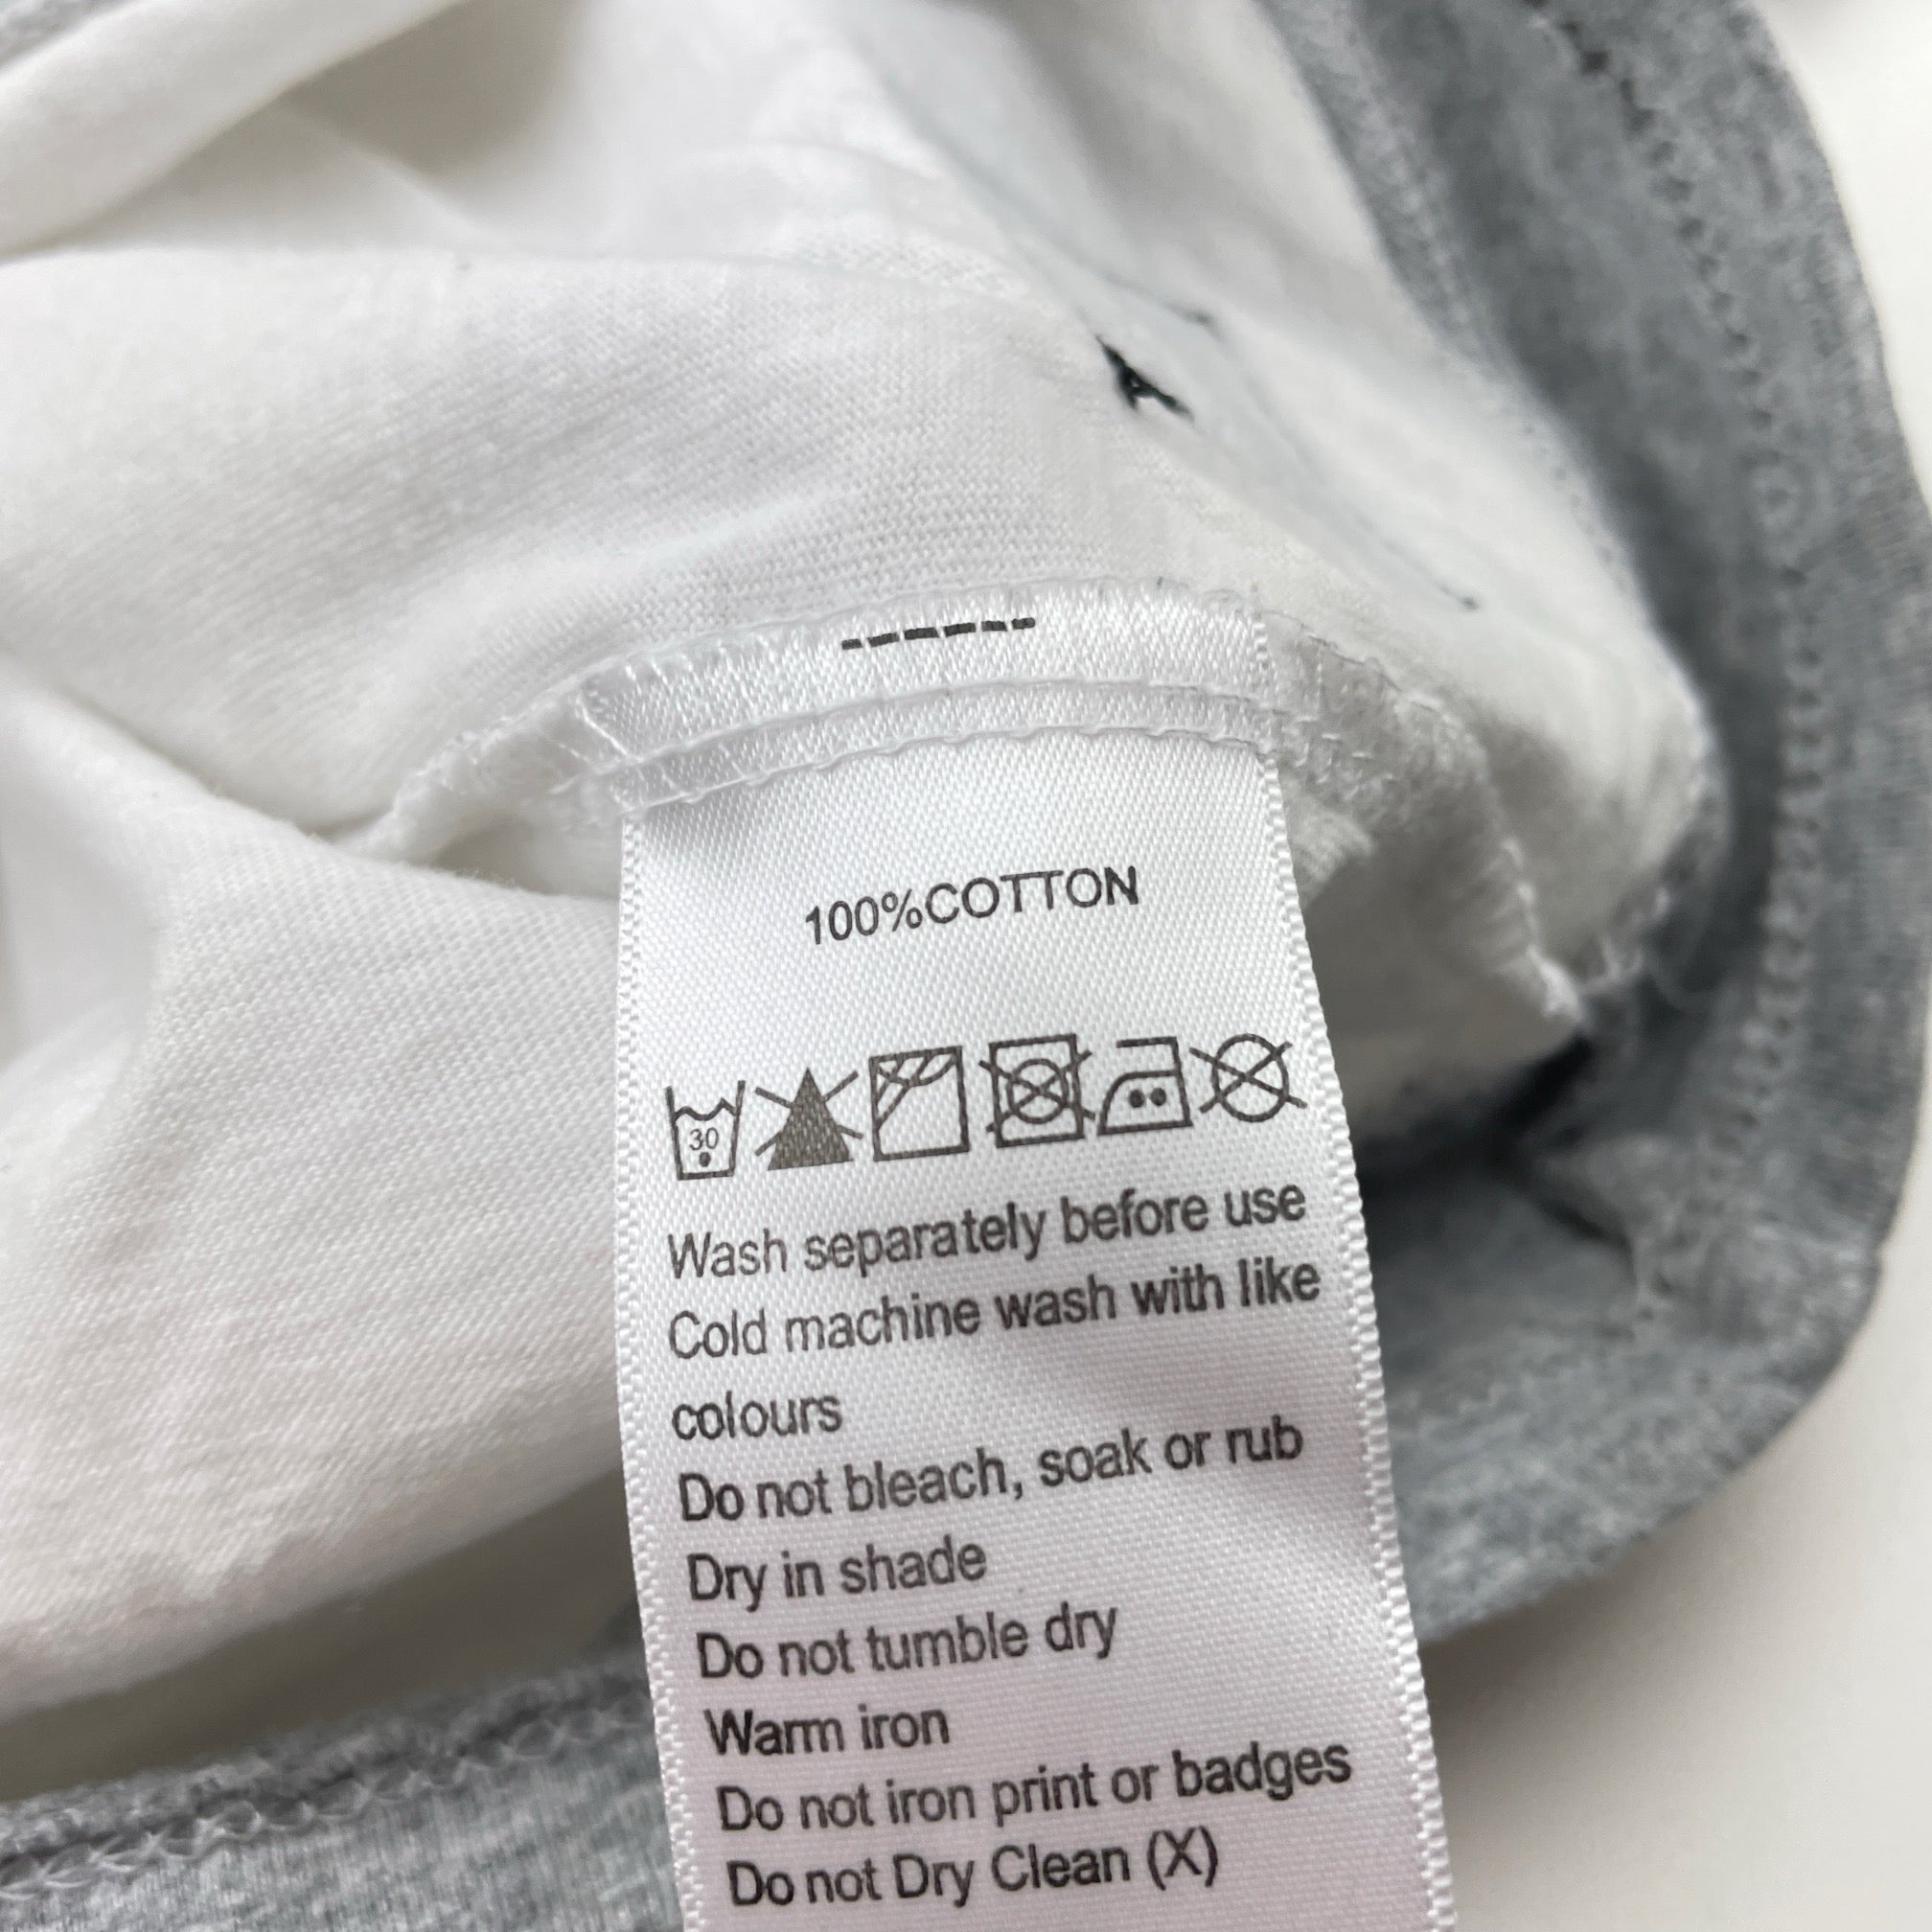 100%COTTON
30
Wash separately before use
Cold machine wash with like
colours
Do not bleach, soak or rub
Dry in shade
Do not tumble dry
Warm iron
Do not iron print or badges
Do not Dry Clean (X)